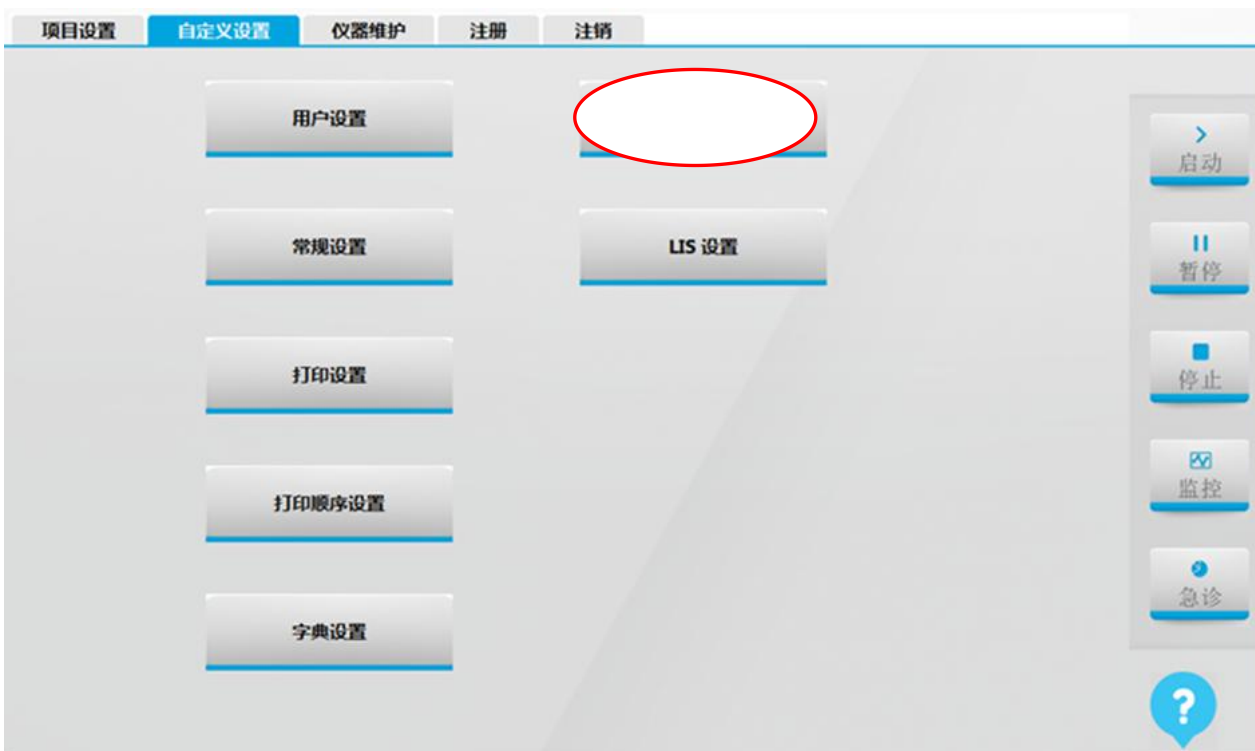 项目设置 自定义设置 仪器维护 注册 注销
用户设置
常规设置 LIS 设置
打印设置
打印顺序设置
字典设置
启动
暂停
停止
监控
急诊
?